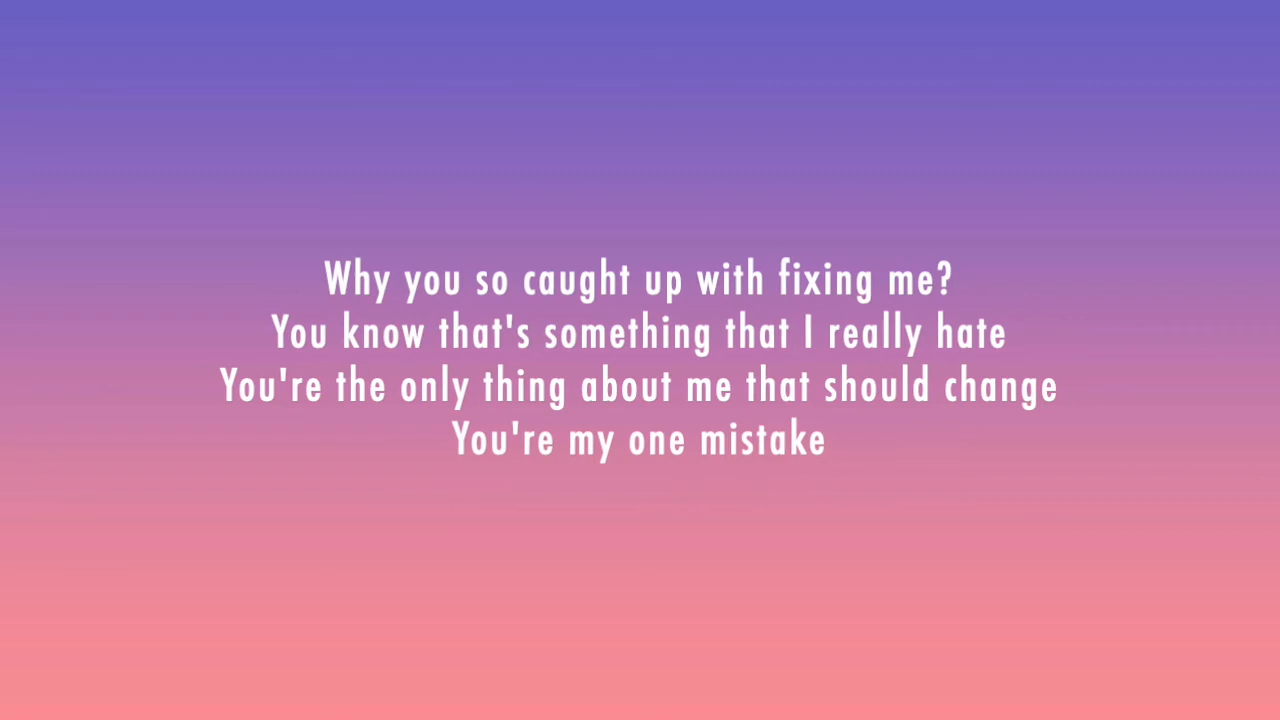 Why you so caught up with fixing me?
You know that's something that I really hate
You're the only thing about me that should change
You're my one mistake